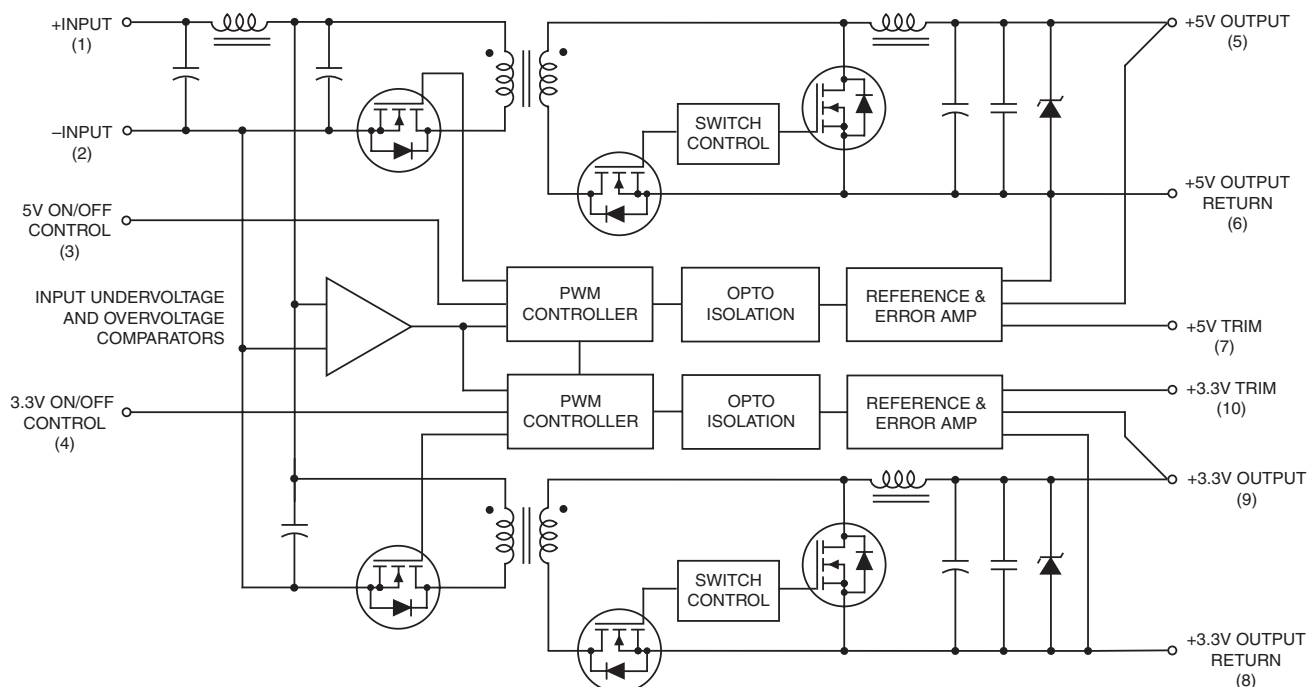 +INPUT
(1)
–INPUT
(2)
5V ON/OFF
CONTROL
(3)
INPUT UNDERVOLTAGE
AND OVERVOLTAGE
COMPARATORS
3.3V ON/OFF
CONTROL
(4)
SWITCH
CONTROL
+5V OUTPUT
(5)
+5V OUTPUT
RETURN
(6)
PWM
CONTROLLER
OPTO
ISOLATION
REFERENCE &
ERROR AMP
+5V TRIM
(7)
PWM
CONTROLLER
OPTO
ISOLATION
REFERENCE &
ERROR AMP
+3.3V TRIM
(10)
SWITCH
CONTROL
+3.3V OUTPUT
(9)
+3.3V OUTPUT
RETURN
(8)